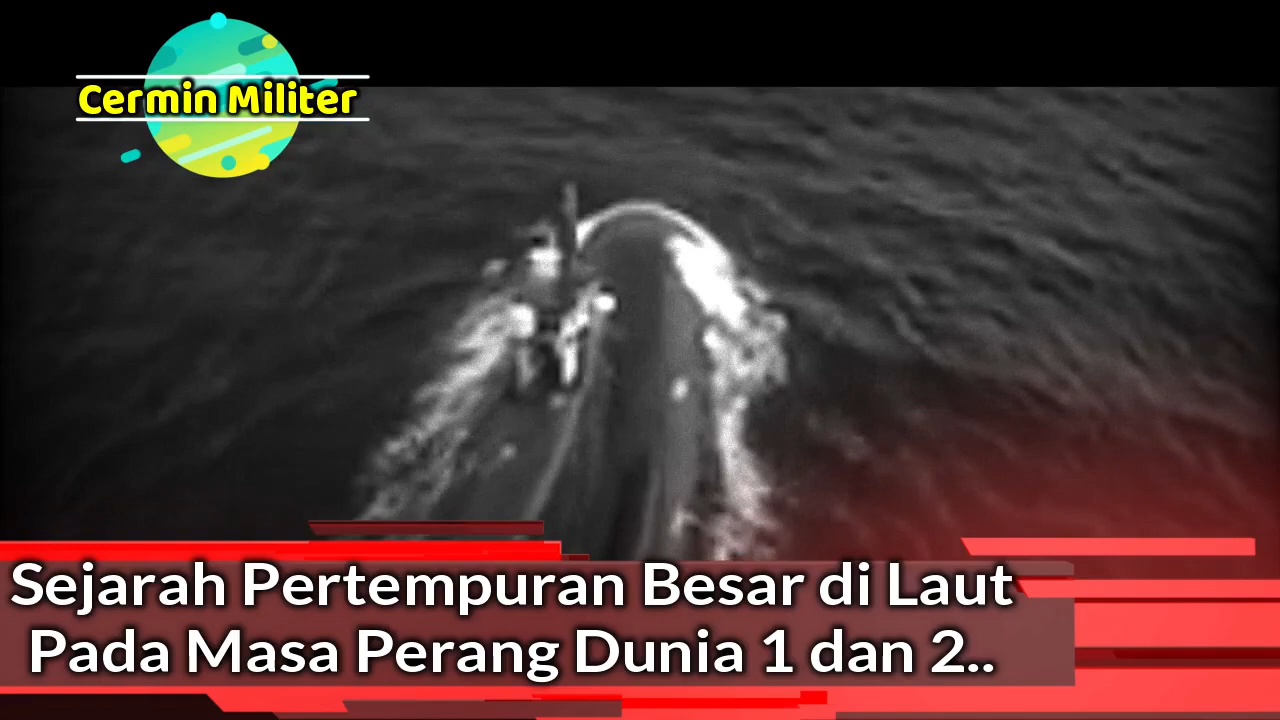 Cermin Militer
Sejarah Pertempuran Besar di Laut
Pada Masa Perang Dunia 1 dan 2..